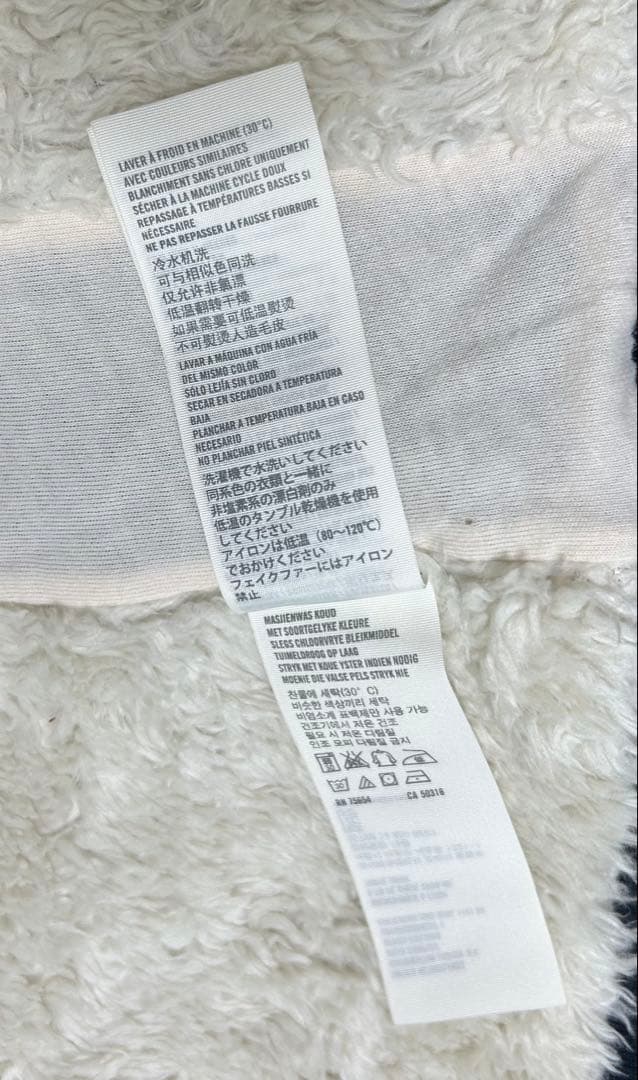 LAVER À FROID EN MACHINE (30°C)
AVEC COULEURS SIMILAIRES
BLANCHIMENT SANS CHLORE UNIQUEMENT
SÉCHER À LA MACHINE CYCLE DOUX
REPASSAGE À TEMPÉRATURES BASSES SI
NÉCESSAIRE
NE PAS REPASSER LA FAUSSE FOURRURE
冷水机洗
可与相似色同洗
仅允许非氯漂
低温翻转干燥
如果需要可低温熨烫
不可熨烫人造毛皮
LAVAR A MÁQUINA CON AGUA FRÍA
DEL MISMO COLOR
SÓLO LEJÍA SIN CLORO
SECAR EN SECADORA A TEMPERATURA
BAJA
PLANCHAR A TEMPERATURA BAJA EN CASO
NECESARIO
NO PLANCHAR PIEL SINTÉTICA
洗濯機で水洗いしてください
同系色の衣類と一緒に
非塩素系の漂白剤のみ
低温のタンブル乾燥機を使用
してください
アイロンは低温（80～120℃）
でおかけください
フェイクファーにはアイロン
禁止
MASJIENWAS KOUD
MET SOORTGELYKE KLEURE
SLEGS CHLOORVRYE BLEIKMIDDEL
TUIMELDROOG OP LAAG
STRYK MET KOUE YSTER INDIEN NODIG
MOENIE DIE VALSE PELS STRYK NIE
찬물에 세탁(30° C)
비슷한 색상끼리 세탁
비염소계 표백제만 사용 가능
건조기에서 저온 건조
필요 시 저온 다림질
인조 모피 다림질 금지
RN 75654 CA 50316